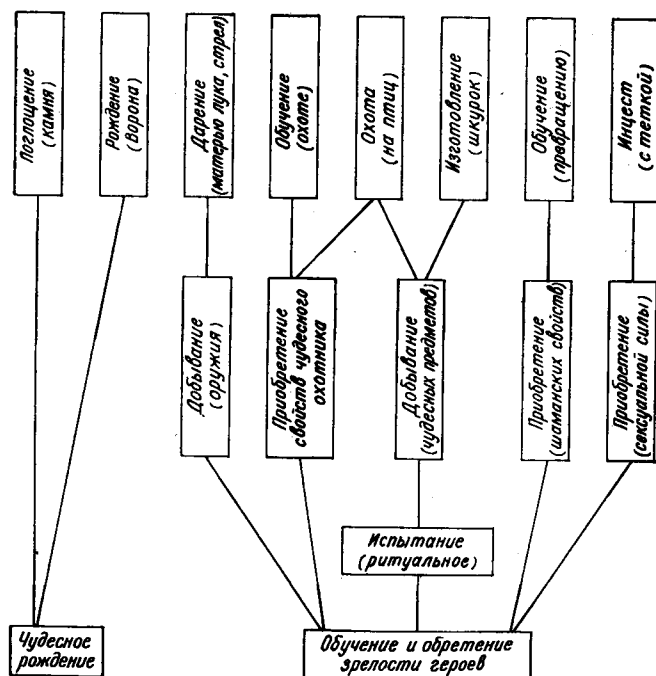 Поглощение
(камня)
Рождение
(Ворона)
Дарение
(матерью лука, стрел)
Обучение
(охоте)
Охота
(на птиц)
Изготовление
(шкурок)
Обучение
(превращению)
Инцест
(с теткой)
Добывание
(оружия)
Приобретение
свойств чудесного
охотника
Добывание
(чудесных предметов)
Приобретение
(шаманских свойств)
Приобретение
(сексуальной силы)
Испытание
(ритуальное)
Чудесное
рождение
Обучение и обретение
зрелости героев